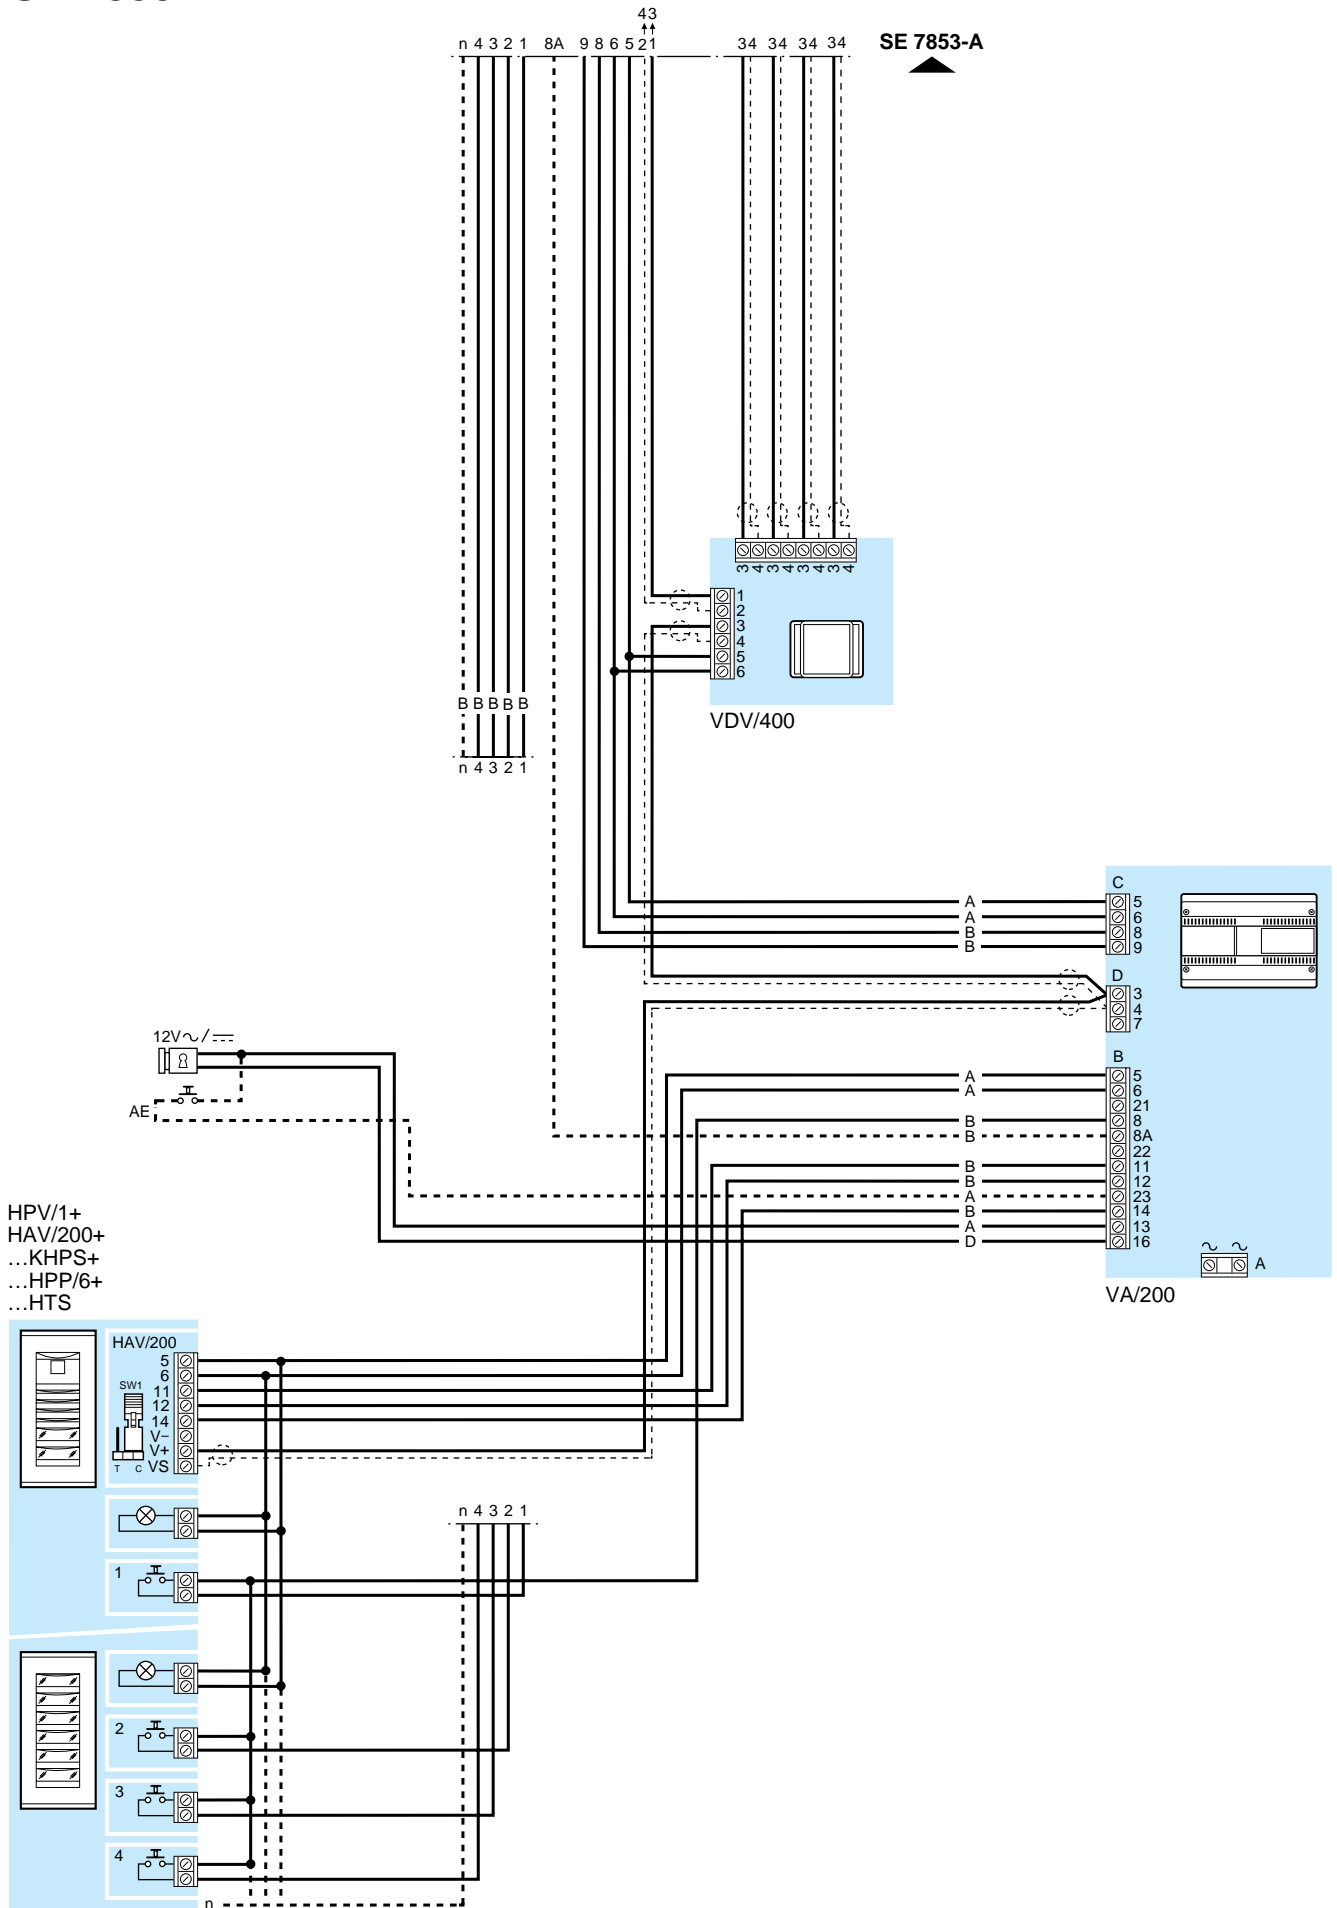 43
n 4 3 2 1 8A 9 8 6 5 21 34 34 34 34
SE 7853-A
3 4 3 4 3 4 3 4
1
2
3
4
5
6
VDV/400
B B B B B
n 4 3 2 1
C
A 5
A 6
B 8
B 9
D
3
4
7
12V ~ / ⎓
AE
B
A 5
A 6
21
B 8
B 8A
22
B 11
B 12
A 23
B 14
A 13
D 16
~ ~
A
VA/200
HPV/1+
HAV/200+
...KHPS+
...HPP/6+
...HTS
HAV/200
5
6
SW1
11
12
14
V–
V+
T C VS
n 4 3 2 1
1
2
3
4
n